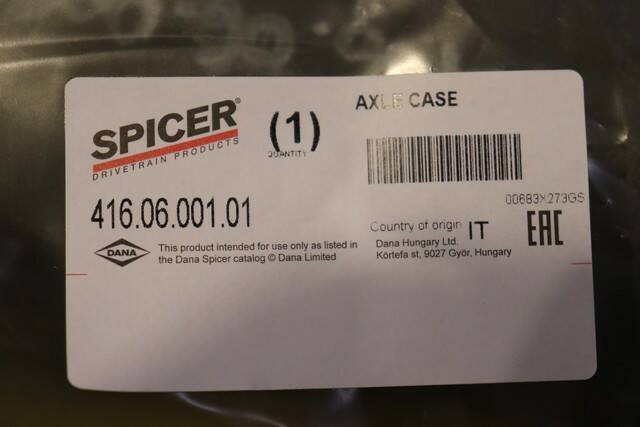 SPICER®
DRIVETRAIN PRODUCTS
(1)
QUANTITY
AXLE CASE
416.06.001.01
00683X273GS
Country of origin IT
EAC
DANA
This product intended for use only as listed in
the Dana Spicer catalog © Dana Limited
Dana Hungary Ltd.
Körtefa st, 9027 Győr, Hungary